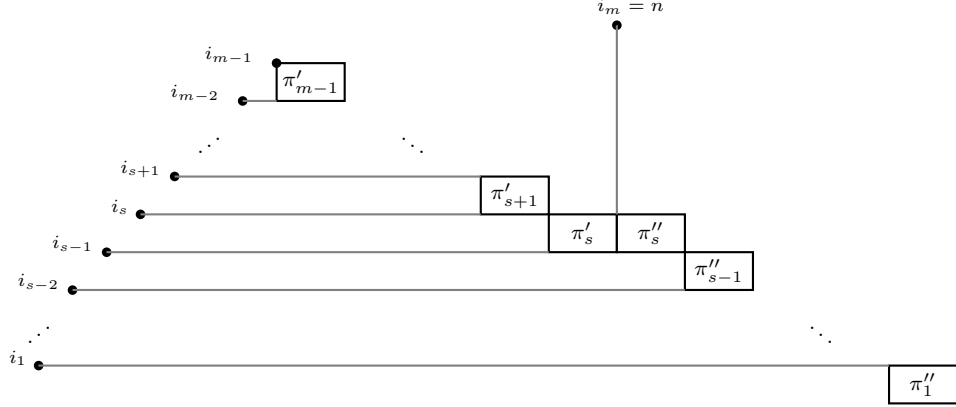 i_m = n
i_{m−1}
π′_{m−1}
i_{m−2}
⋰ ⋱
i_{s+1}
π′_{s+1}
i_s
π′_s π″_s
i_{s−1}
π″_{s−1}
i_{s−2}
⋰ ⋱
i_1
π″_1